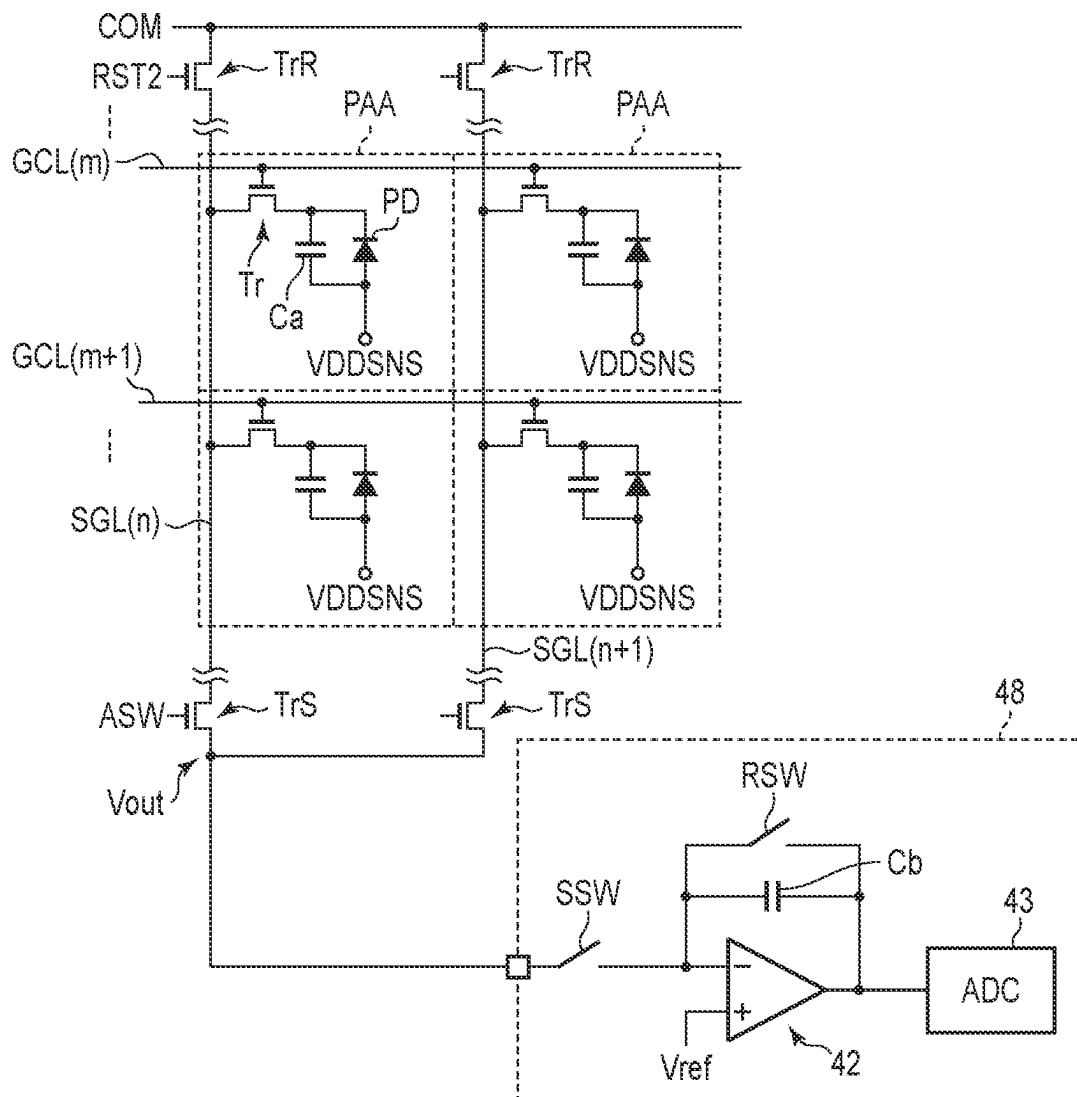 COM
RST2
TrR
TrR
PAA
PAA
GCL(m)
PD
Tr
Ca
VDDSNS
VDDSNS
GCL(m+1)
SGL(n)
VDDSNS
VDDSNS
SGL(n+1)
ASW
TrS
TrS
48
Vout
RSW
Cb
SSW
43
ADC
−
+
Vref
42